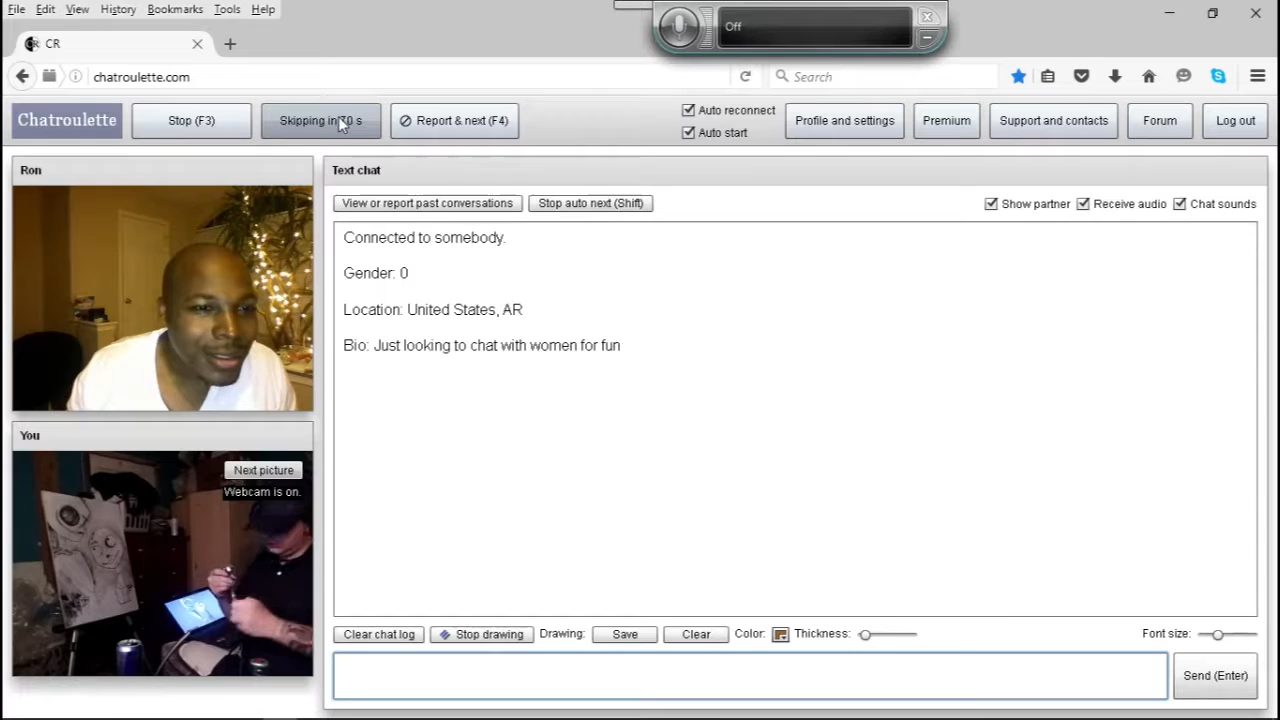 File Edit View History Bookmarks Tools Help
Off
CR CR
chatroulette.com
Search
Chatroulette
Stop (F3)
Skipping in
s
Report & next (F4)
Auto reconnect
Auto start
Profile and settings
Premium
Support and contacts
Forum
Log out
Ron
Text chat
View or report past conversations
Stop auto next (Shift)
Show partner
Receive audio
Chat sounds
Connected to somebody.
Gender: 0
Location: United States, AR
Bio: Just looking to chat with women for fun
You
Next picture
Webcam is on.
Clear chat log
Stop drawing
Drawing:
Save
Clear
Color:
Thickness:
Font size:
Send (Enter)